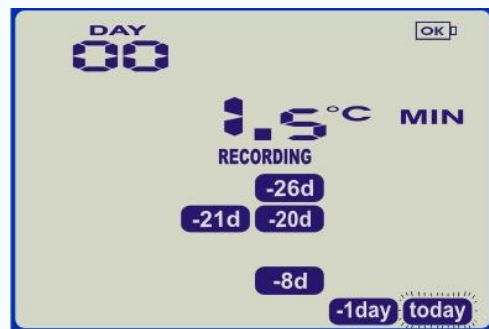 DAY
00
OK
1.5°C MIN
RECORDING
-26d
-21d -20d
-8d
-1day today